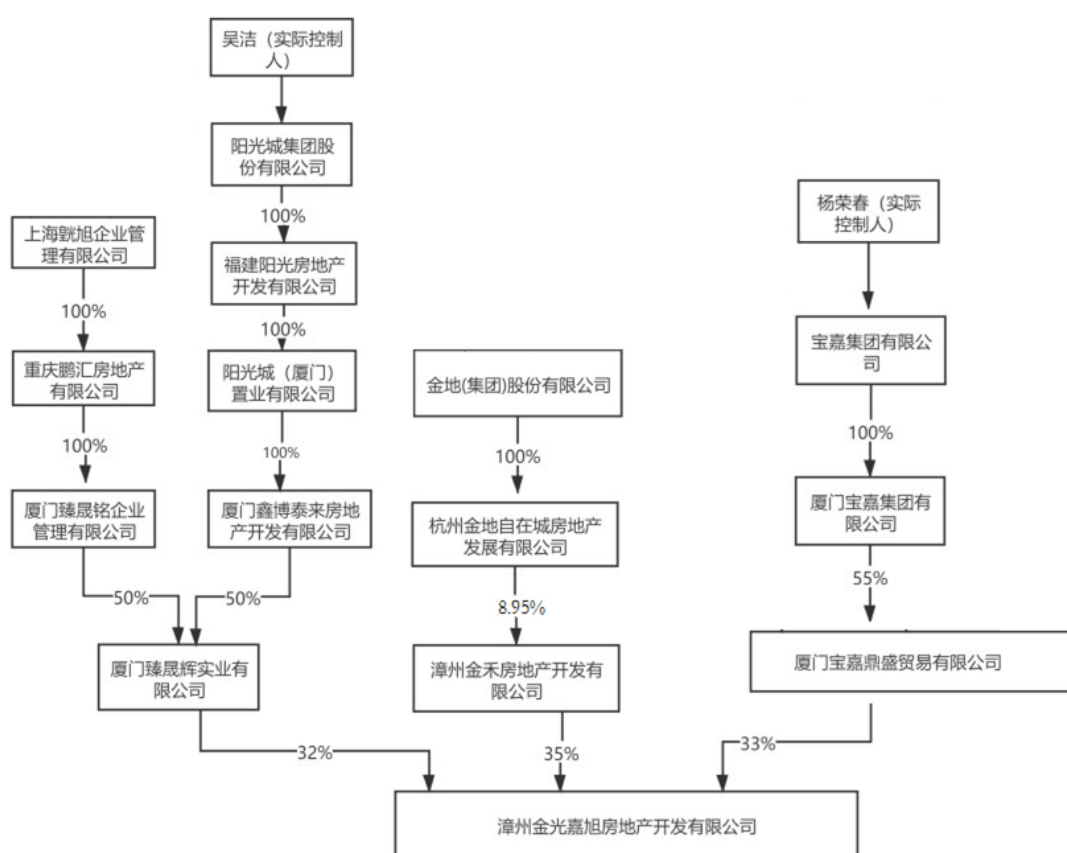 吴洁（实际控制
人）
阳光城集团股
份有限公司
100%
杨荣春（实际
控制人）
上海戬旭企业管
理有限公司
福建阳光房地产
开发有限公司
100%
100%
宝嘉集团有限公
司
重庆鹏汇房地产
有限公司
阳光城（厦门）
置业有限公司
金地(集团)股份有限公司
100%
100%
100%
100%
厦门臻晟铭企业
管理有限公司
厦门鑫博泰来房地
产开发有限公司
杭州金地自在城房地产
发展有限公司
厦门宝嘉集团有
限公司
50%
50%
8.95%
55%
厦门臻晟辉实业有
限公司
漳州金禾房地产开发有
限公司
厦门宝嘉鼎盛贸易有限公司
32%
35%
33%
漳州金光嘉旭房地产开发有限公司